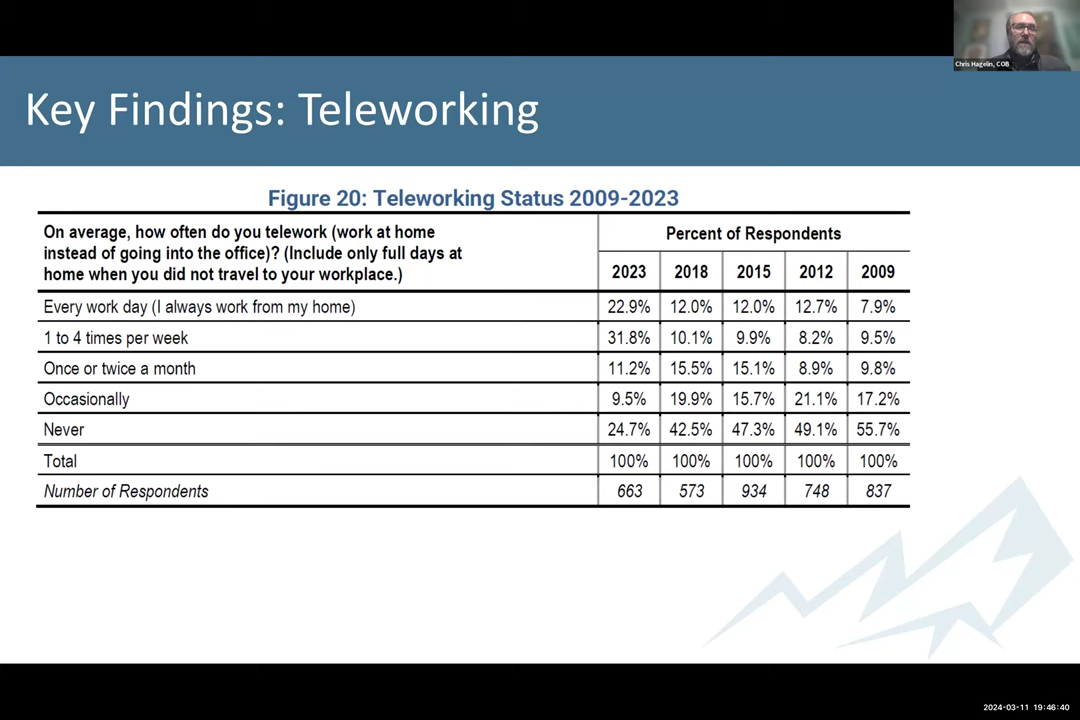 Chris Hagelin, COB
Key Findings: Teleworking
Figure 20: Teleworking Status 2009-2023
On average, how often do you telework (work at home
instead of going into the office)? (Include only full days at
home when you did not travel to your workplace.)
Percent of Respondents
2023 2018 2015 2012 2009
Every work day (I always work from my home) 22.9% 12.0% 12.0% 12.7% 7.9%
1 to 4 times per week 31.8% 10.1% 9.9% 8.2% 9.5%
Once or twice a month 11.2% 15.5% 15.1% 8.9% 9.8%
Occasionally 9.5% 19.9% 15.7% 21.1% 17.2%
Never 24.7% 42.5% 47.3% 49.1% 55.7%
Total 100% 100% 100% 100% 100%
Number of Respondents 663 573 934 748 837
2024-03-11 19:46:40